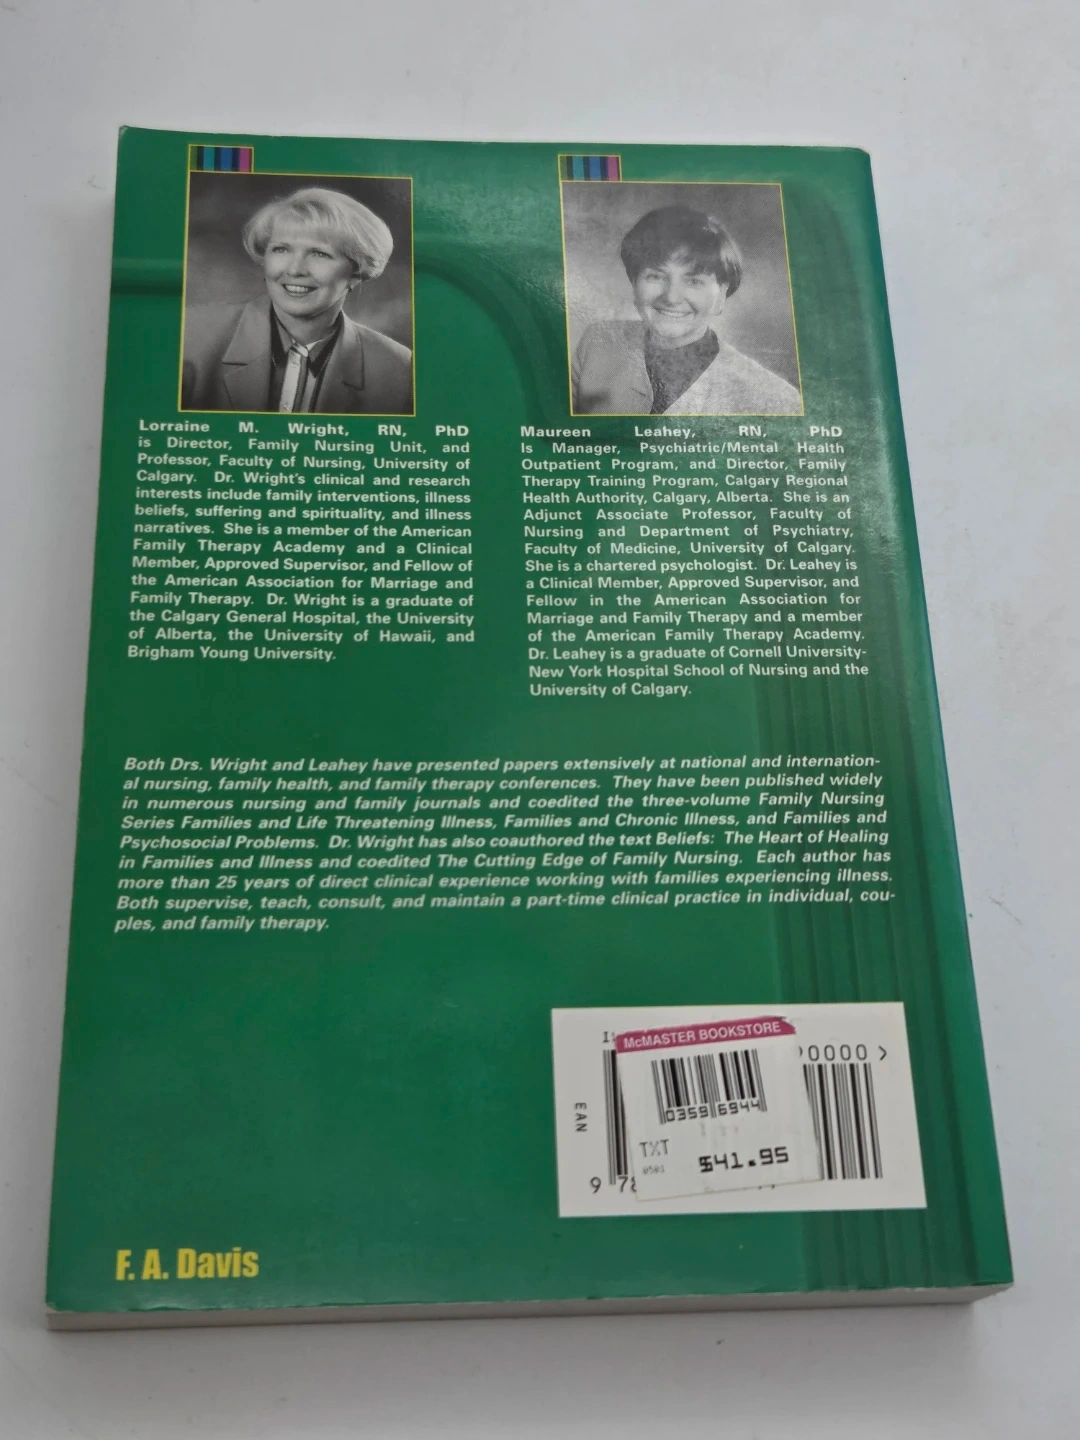 Lorraine M. Wright, RN, PhD
is Director, Family Nursing Unit, and
Professor, Faculty of Nursing, University of
Calgary. Dr. Wright's clinical and research
interests include family interventions, illness
beliefs, suffering and spirituality, and illness
narratives. She is a member of the American
Family Therapy Academy and a Clinical
Member, Approved Supervisor, and Fellow of
the American Association for Marriage and
Family Therapy. Dr. Wright is a graduate of
the Calgary General Hospital, the University
of Alberta, the University of Hawaii, and
Brigham Young University.
Maureen Leahey, RN, PhD
Is Manager, Psychiatric/Mental Health
Outpatient Program, and Director, Family
Therapy Training Program, Calgary Regional
Health Authority, Calgary, Alberta. She is an
Adjunct Associate Professor, Faculty of
Nursing and Department of Psychiatry,
Faculty of Medicine, University of Calgary.
She is a chartered psychologist. Dr. Leahey is
a Clinical Member, Approved Supervisor, and
Fellow in the American Association for
Marriage and Family Therapy and a member
of the American Family Therapy Academy.
Dr. Leahey is a graduate of Cornell University-
New York Hospital School of Nursing and the
University of Calgary.
Both Drs. Wright and Leahey have presented papers extensively at national and internation-
al nursing, family health, and family therapy conferences. They have been published widely
in numerous nursing and family journals and coedited the three-volume Family Nursing
Series Families and Life Threatening Illness, Families and Chronic Illness, and Families and
Psychosocial Problems. Dr. Wright has also coauthored the text Beliefs: The Heart of Healing
in Families and Illness and coedited The Cutting Edge of Family Nursing. Each author has
more than 25 years of direct clinical experience working with families experiencing illness.
Both supervise, teach, consult, and maintain a part-time clinical practice in individual, cou-
ples, and family therapy.
McMASTER BOOKSTORE
0000 >
EAN
03596944
TXT
$41.95
9 78
F. A. Davis